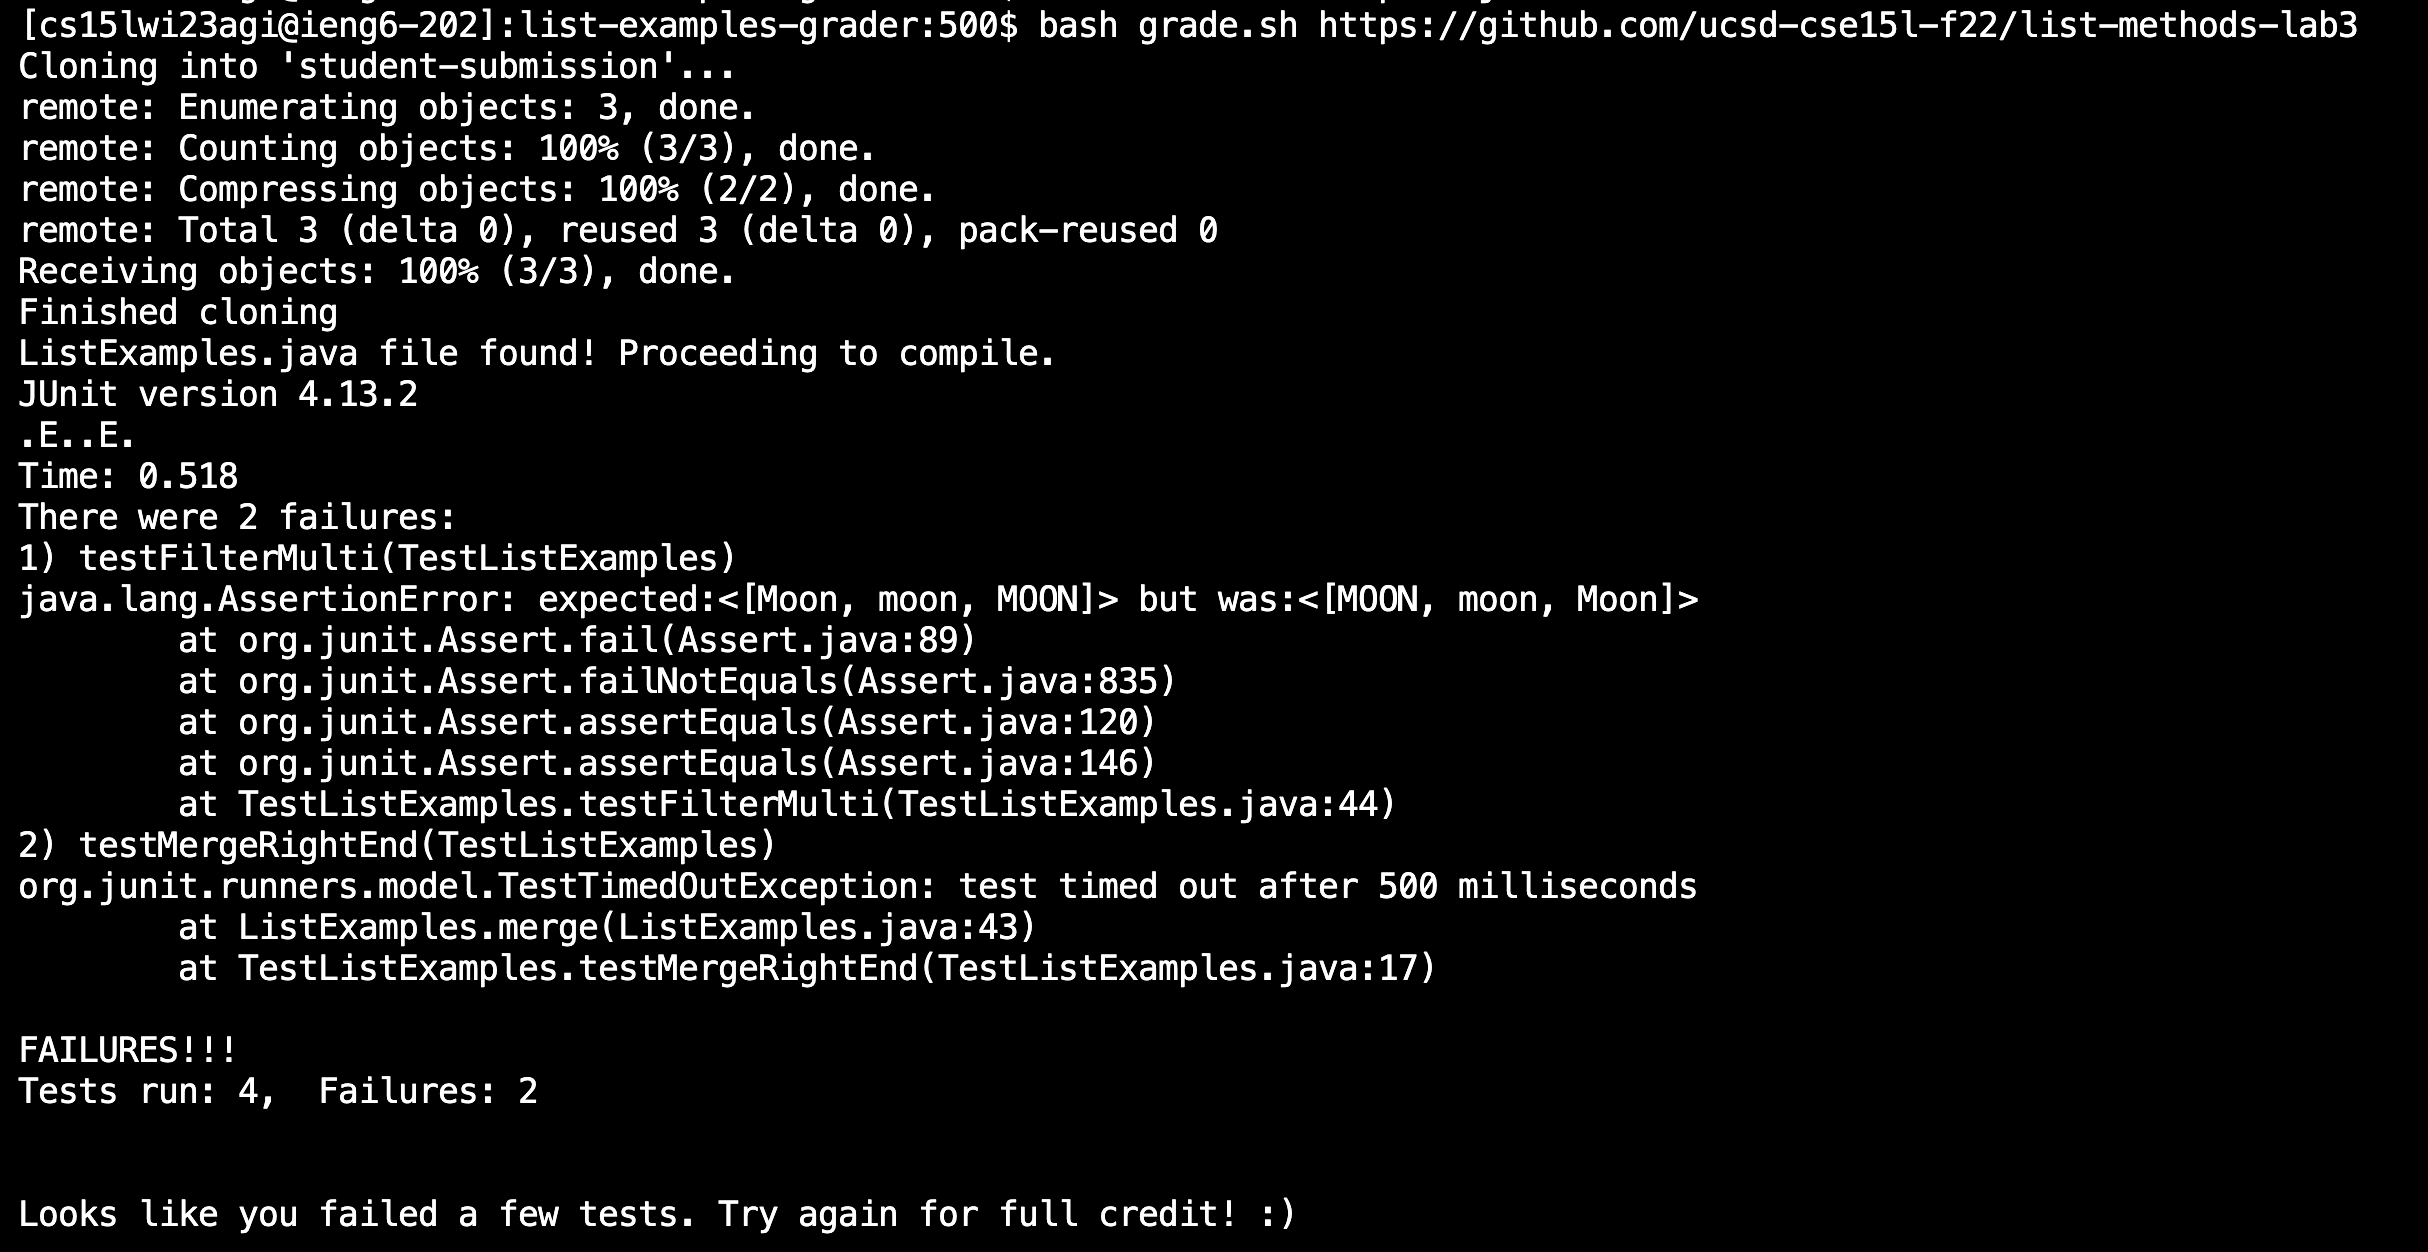 [cs15lwi23agi@ieng6-202]:list-examples-grader:500$ bash grade.sh https://github.com/ucsd-cse15l-f22/list-methods-lab3
Cloning into 'student-submission'...
remote: Enumerating objects: 3, done.
remote: Counting objects: 100% (3/3), done.
remote: Compressing objects: 100% (2/2), done.
remote: Total 3 (delta 0), reused 3 (delta 0), pack-reused 0
Receiving objects: 100% (3/3), done.
Finished cloning
ListExamples.java file found! Proceeding to compile.
JUnit version 4.13.2
.E..E.
Time: 0.518
There were 2 failures:
1) testFilterMulti(TestListExamples)
java.lang.AssertionError: expected:<[Moon, moon, MOON]> but was:<[MOON, moon, Moon]>
        at org.junit.Assert.fail(Assert.java:89)
        at org.junit.Assert.failNotEquals(Assert.java:835)
        at org.junit.Assert.assertEquals(Assert.java:120)
        at org.junit.Assert.assertEquals(Assert.java:146)
        at TestListExamples.testFilterMulti(TestListExamples.java:44)
2) testMergeRightEnd(TestListExamples)
org.junit.runners.model.TestTimedOutException: test timed out after 500 milliseconds
        at ListExamples.merge(ListExamples.java:43)
        at TestListExamples.testMergeRightEnd(TestListExamples.java:17)

FAILURES!!!
Tests run: 4,  Failures: 2


Looks like you failed a few tests. Try again for full credit! :)